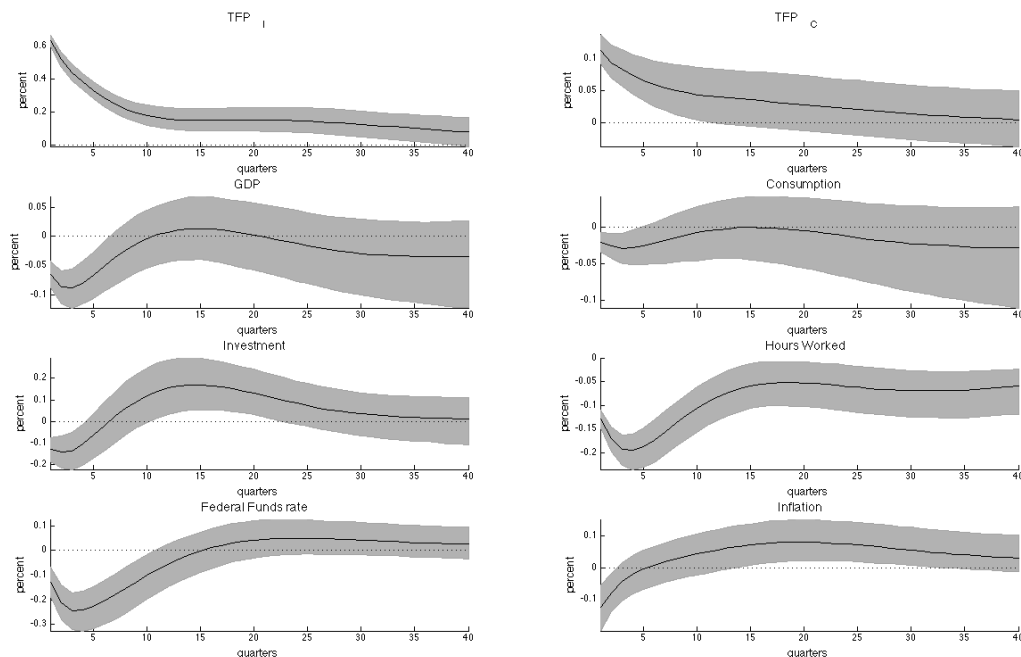 TFP I
percent
0.6
0.4
0.2
0
5 10 15 20 25 30 35 40
quarters
TFP C
percent
0.1
0.05
0
5 10 15 20 25 30 35 40
quarters
GDP
percent
0.05
0
-0.05
-0.1
5 10 15 20 25 30 35 40
quarters
Consumption
percent
0
-0.05
-0.1
5 10 15 20 25 30 35 40
quarters
Investment
percent
0.2
0.1
0
-0.1
-0.2
5 10 15 20 25 30 35 40
quarters
Hours Worked
percent
0
-0.05
-0.1
-0.15
-0.2
5 10 15 20 25 30 35 40
quarters
Federal Funds rate
percent
0.1
0
-0.1
-0.2
-0.3
5 10 15 20 25 30 35 40
quarters
Inflation
percent
0.1
0
-0.1
5 10 15 20 25 30 35 40
quarters